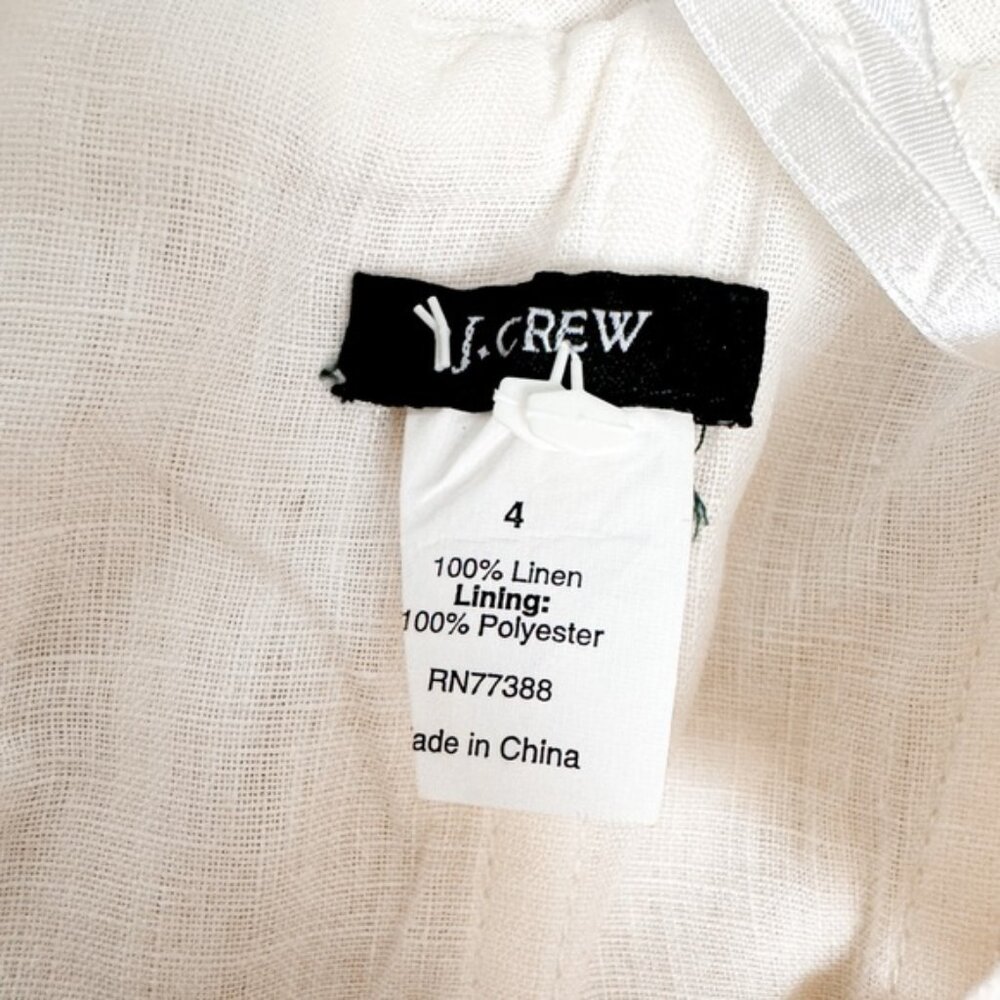 J.CREW
4
100% Linen
Lining:
100% Polyester
RN77388
ade in China